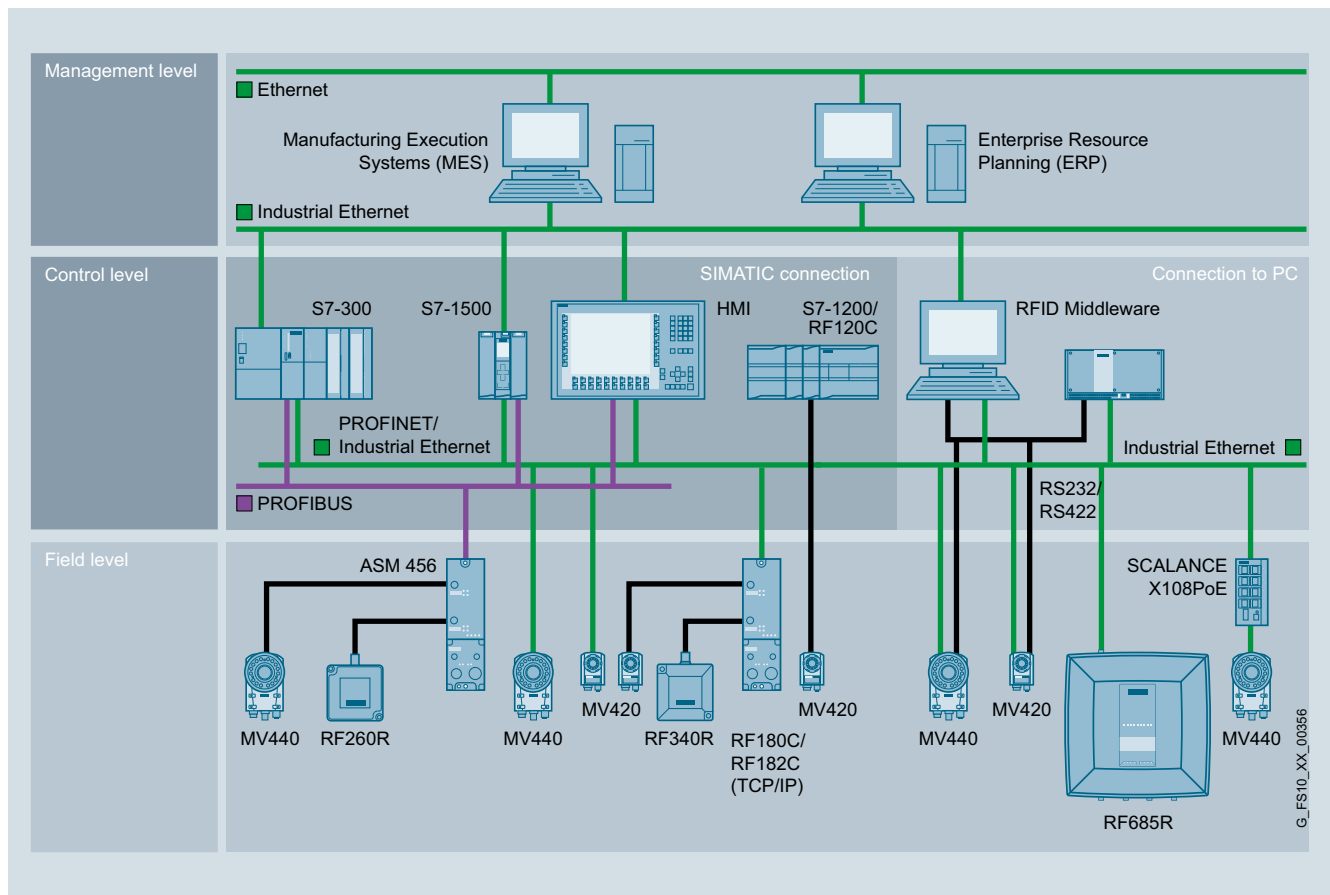 Management level
Ethernet
Manufacturing Execution
Systems (MES)
Enterprise Resource
Planning (ERP)
Industrial Ethernet
Control level
SIMATIC connection
Connection to PC
S7-300
S7-1500
HMI
S7-1200/
RF120C
RFID Middleware
PROFINET/
Industrial Ethernet
Industrial Ethernet
PROFIBUS
RS232/
RS422
Field level
ASM 456
SCALANCE
X108PoE
MV440
RF260R
MV440
MV420
RF340R
RF180C/
RF182C
(TCP/IP)
MV420
MV440
MV420
RF685R
MV440
G_FS10_XX_00356